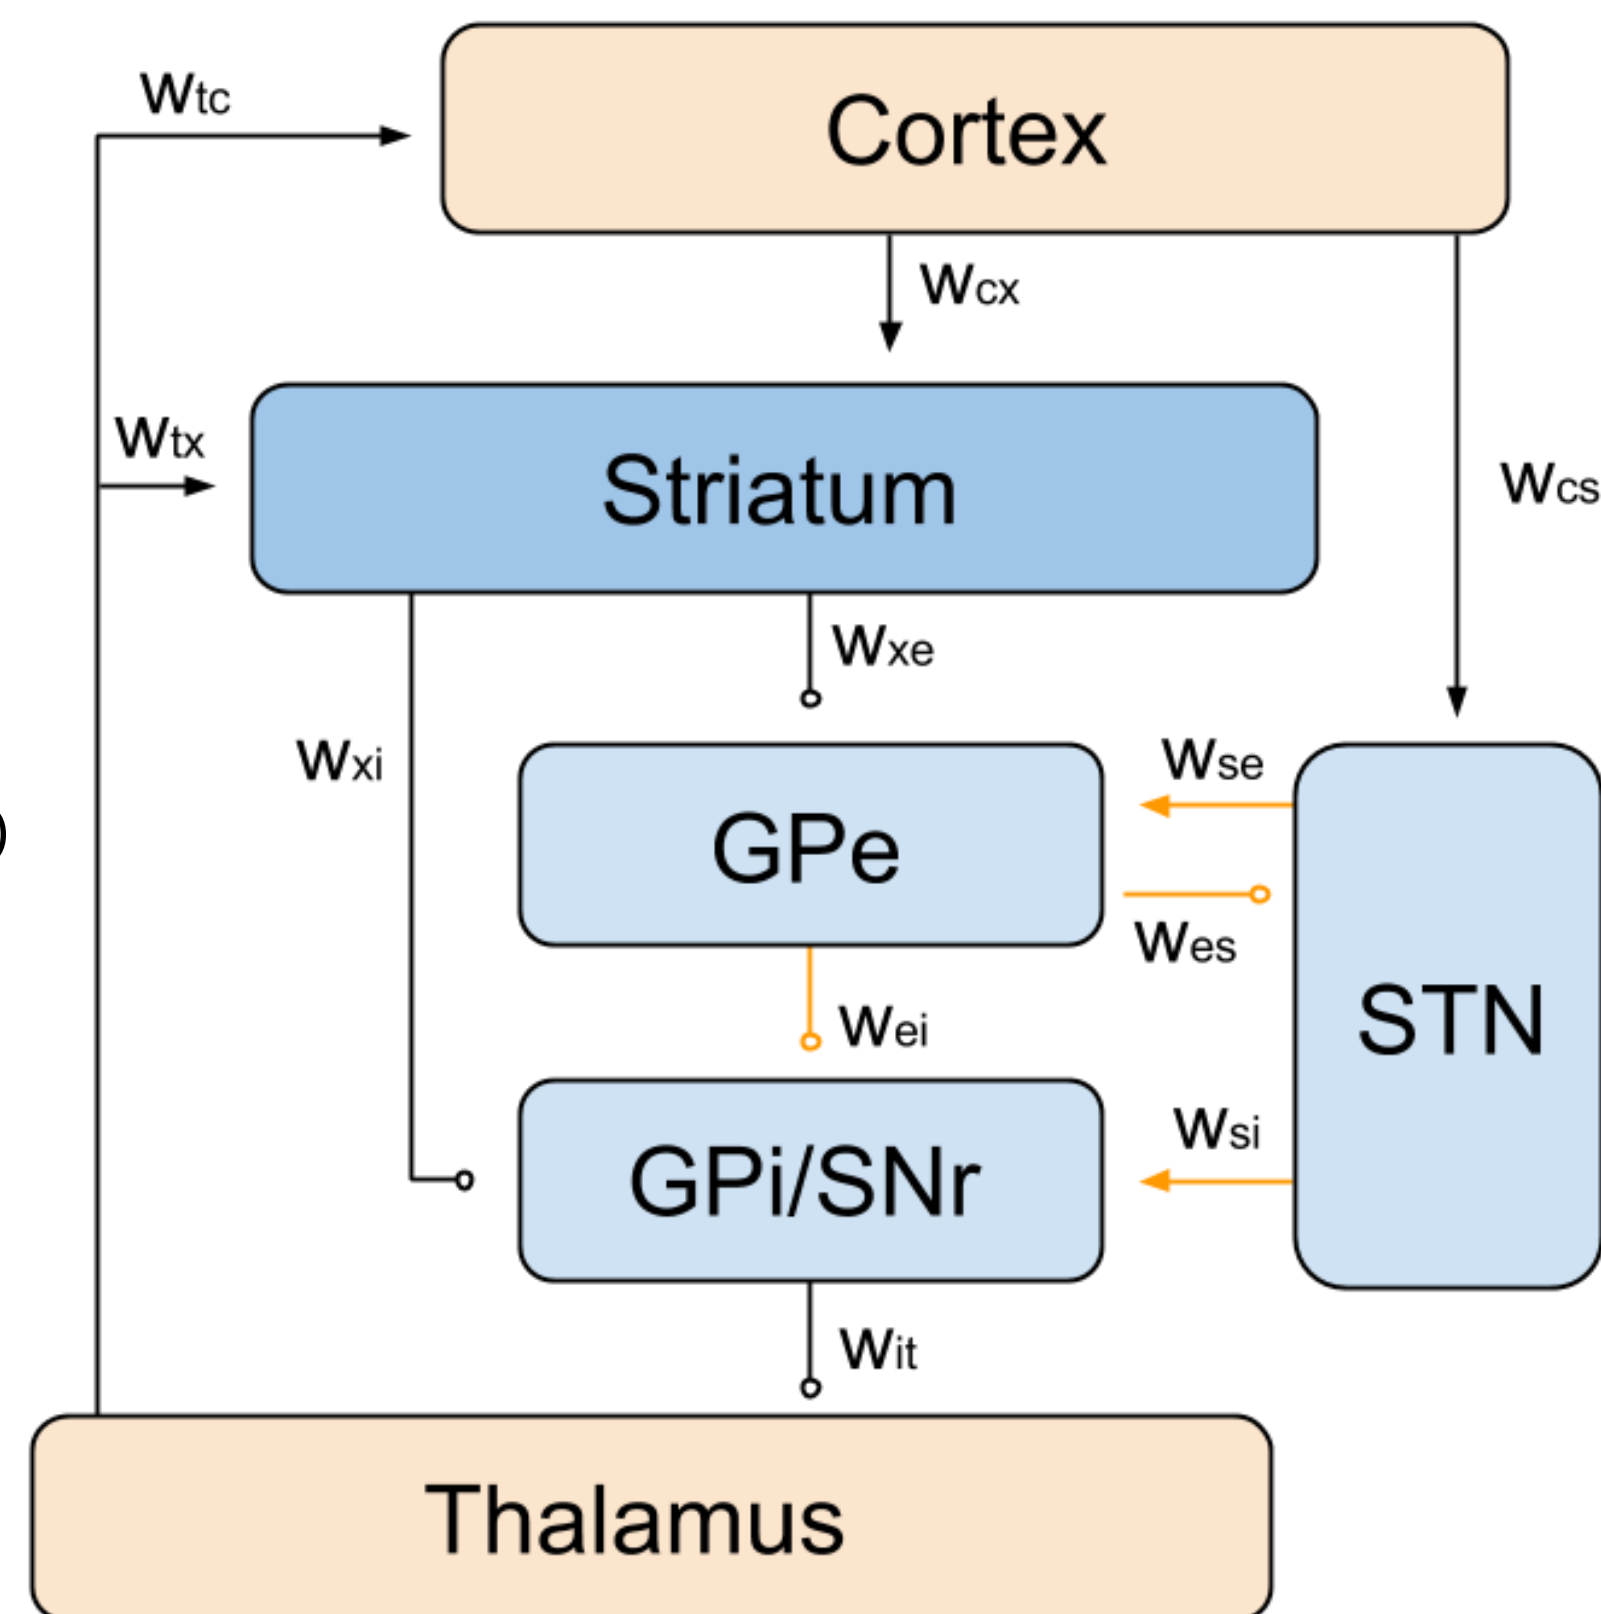 Wtc
Cortex
Wcx
Wtx
Striatum
Wcs
Wxe
Wxi
Wse
GPe
Wes
Wei
STN
Wsi
GPi/SNr
Wit
Thalamus
)